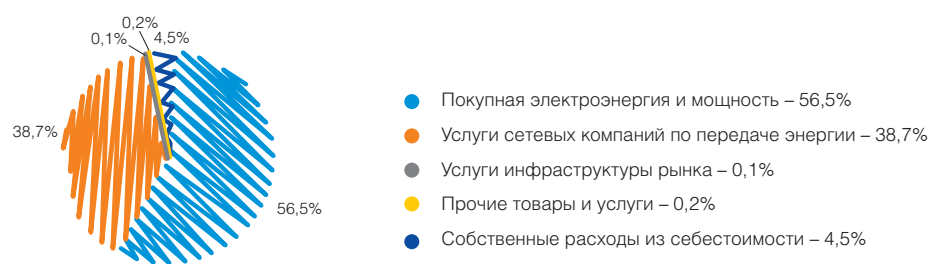 0,2%
0,1%
4,5%
38,7%
56,5%
Покупная электроэнергия и мощность – 56,5%
Услуги сетевых компаний по передаче энергии – 38,7%
Услуги инфраструктуры рынка – 0,1%
Прочие товары и услуги – 0,2%
Собственные расходы из себестоимости – 4,5%